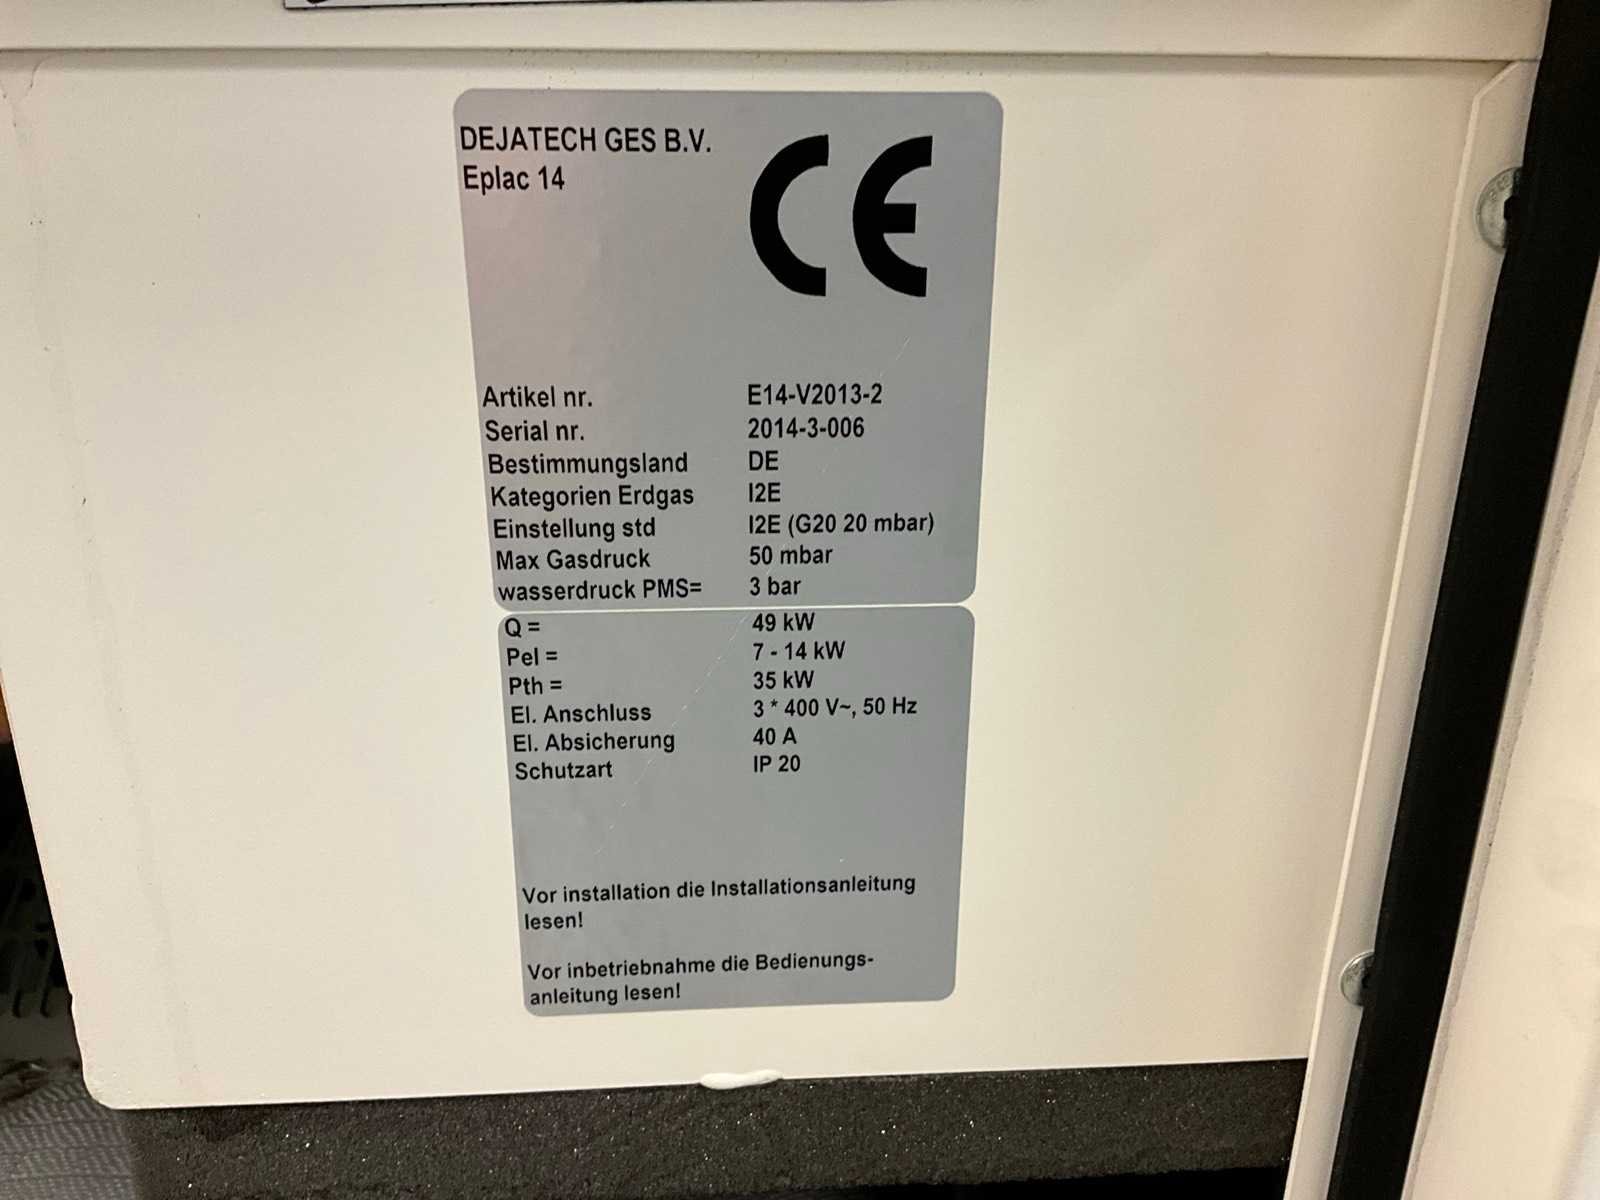 DEJATECH GES B.V.
Eplac 14
CE
Artikel nr. E14-V2013-2
Serial nr. 2014-3-006
Bestimmungsland DE
Kategorien Erdgas I2E
Einstellung std I2E (G20 20 mbar)
Max Gasdruck 50 mbar
wasserdruck PMS= 3 bar
Q = 49 kW
Pel = 7 - 14 kW
Pth = 35 kW
El. Anschluss 3 * 400 V~, 50 Hz
El. Absicherung 40 A
Schutzart IP 20
Vor installation die Installationsanleitung
lesen!
Vor inbetriebnahme die Bedienungs-
anleitung lesen!